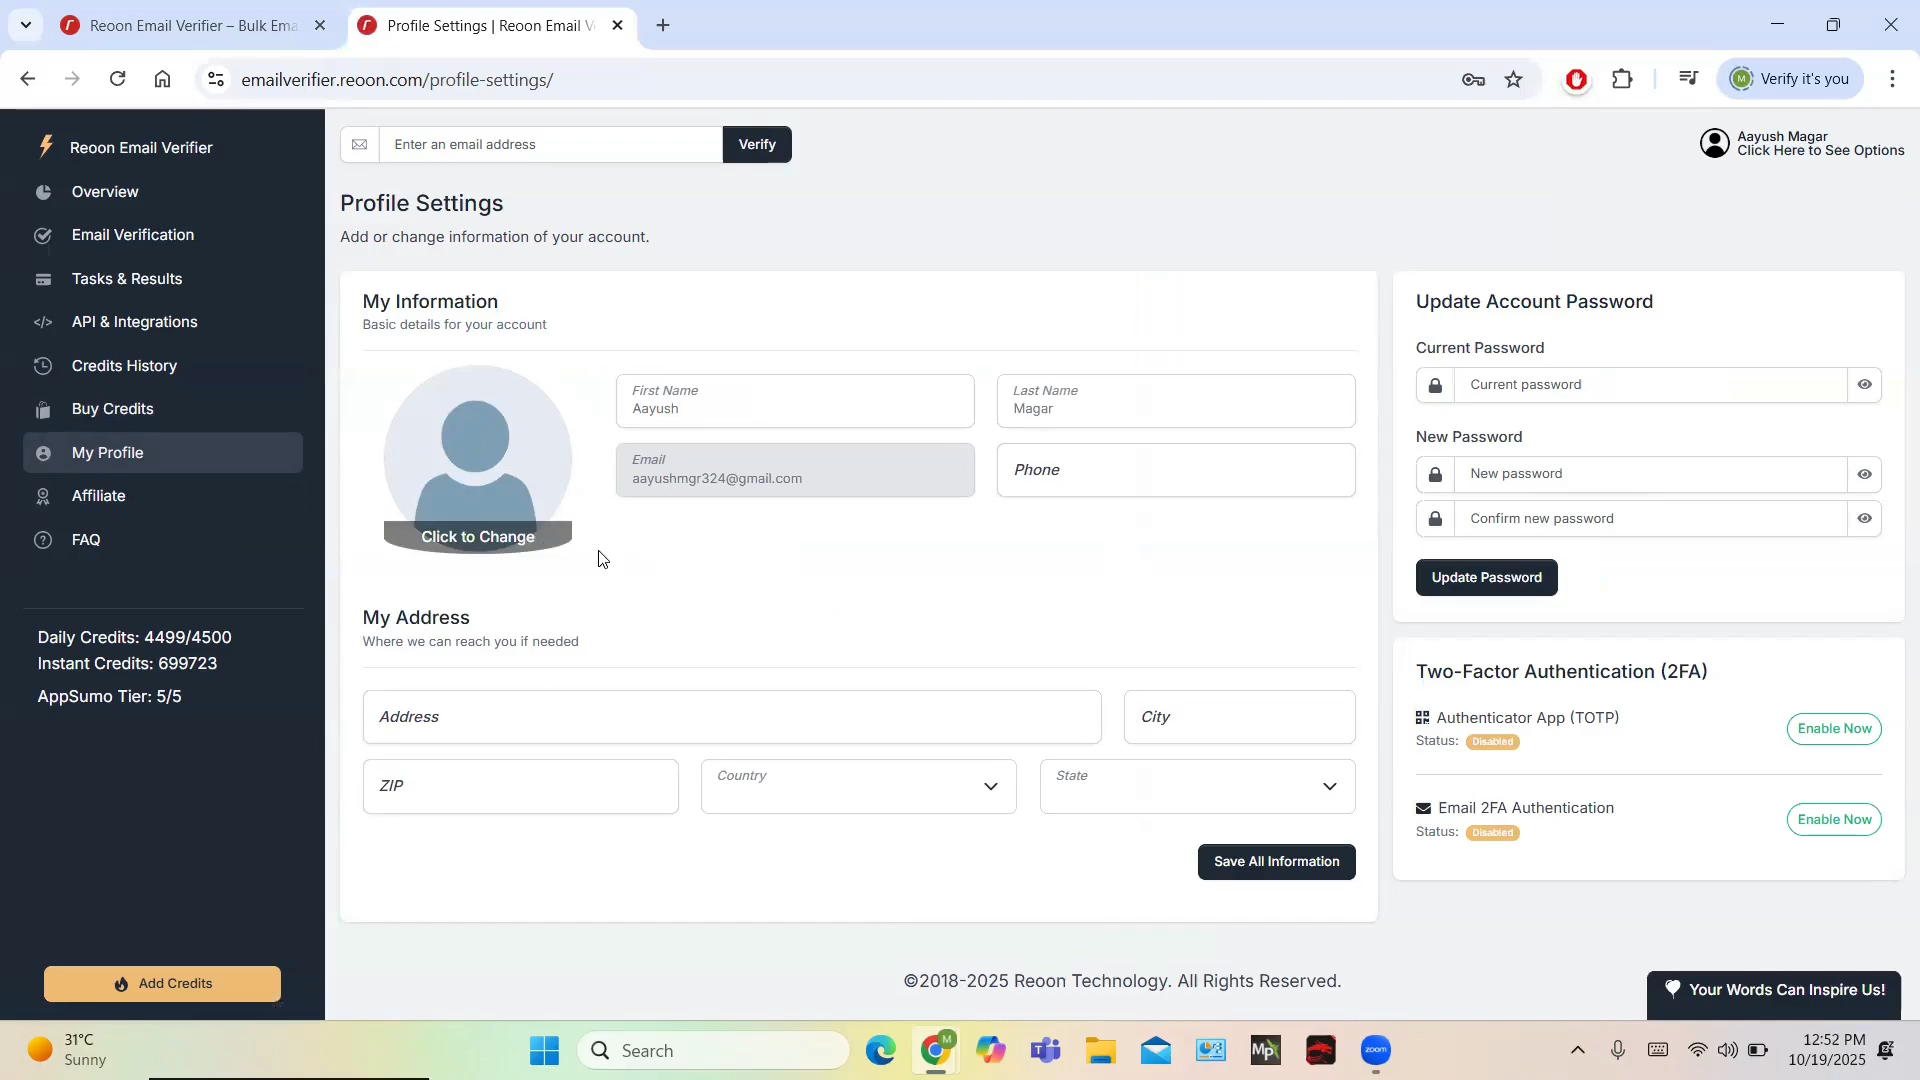 Reoon Email Verifier – Bulk Ema
Profile Settings | Reoon Email V
emailverifier.reoon.com/profile-settings/
Verify it's you
Reoon Email Verifier
Overview
Email Verification
Tasks & Results
API & Integrations
Credits History
Buy Credits
My Profile
Affiliate
FAQ
Daily Credits: 4499/4500
Instant Credits: 699723
AppSumo Tier: 5/5
Add Credits
Enter an email address
Verify
Aayush Magar
Click Here to See Options
Profile Settings
Add or change information of your account.
My Information
Basic details for your account
Click to Change
First Name
Aayush
Last Name
Magar
Email
aayushmgr324@gmail.com
Phone
My Address
Where we can reach you if needed
Address
City
ZIP
Country
State
Save All Information
Update Account Password
Current Password
Current password
New Password
New password
Confirm new password
Update Password
Two-Factor Authentication (2FA)
Authenticator App (TOTP)
Status: Disabled
Enable Now
Email 2FA Authentication
Status: Disabled
Enable Now
©2018-2025 Reoon Technology. All Rights Reserved.
Your Words Can Inspire Us!
31°C
Sunny
Search
M
Mp
zoom
12:52 PM
10/19/2025